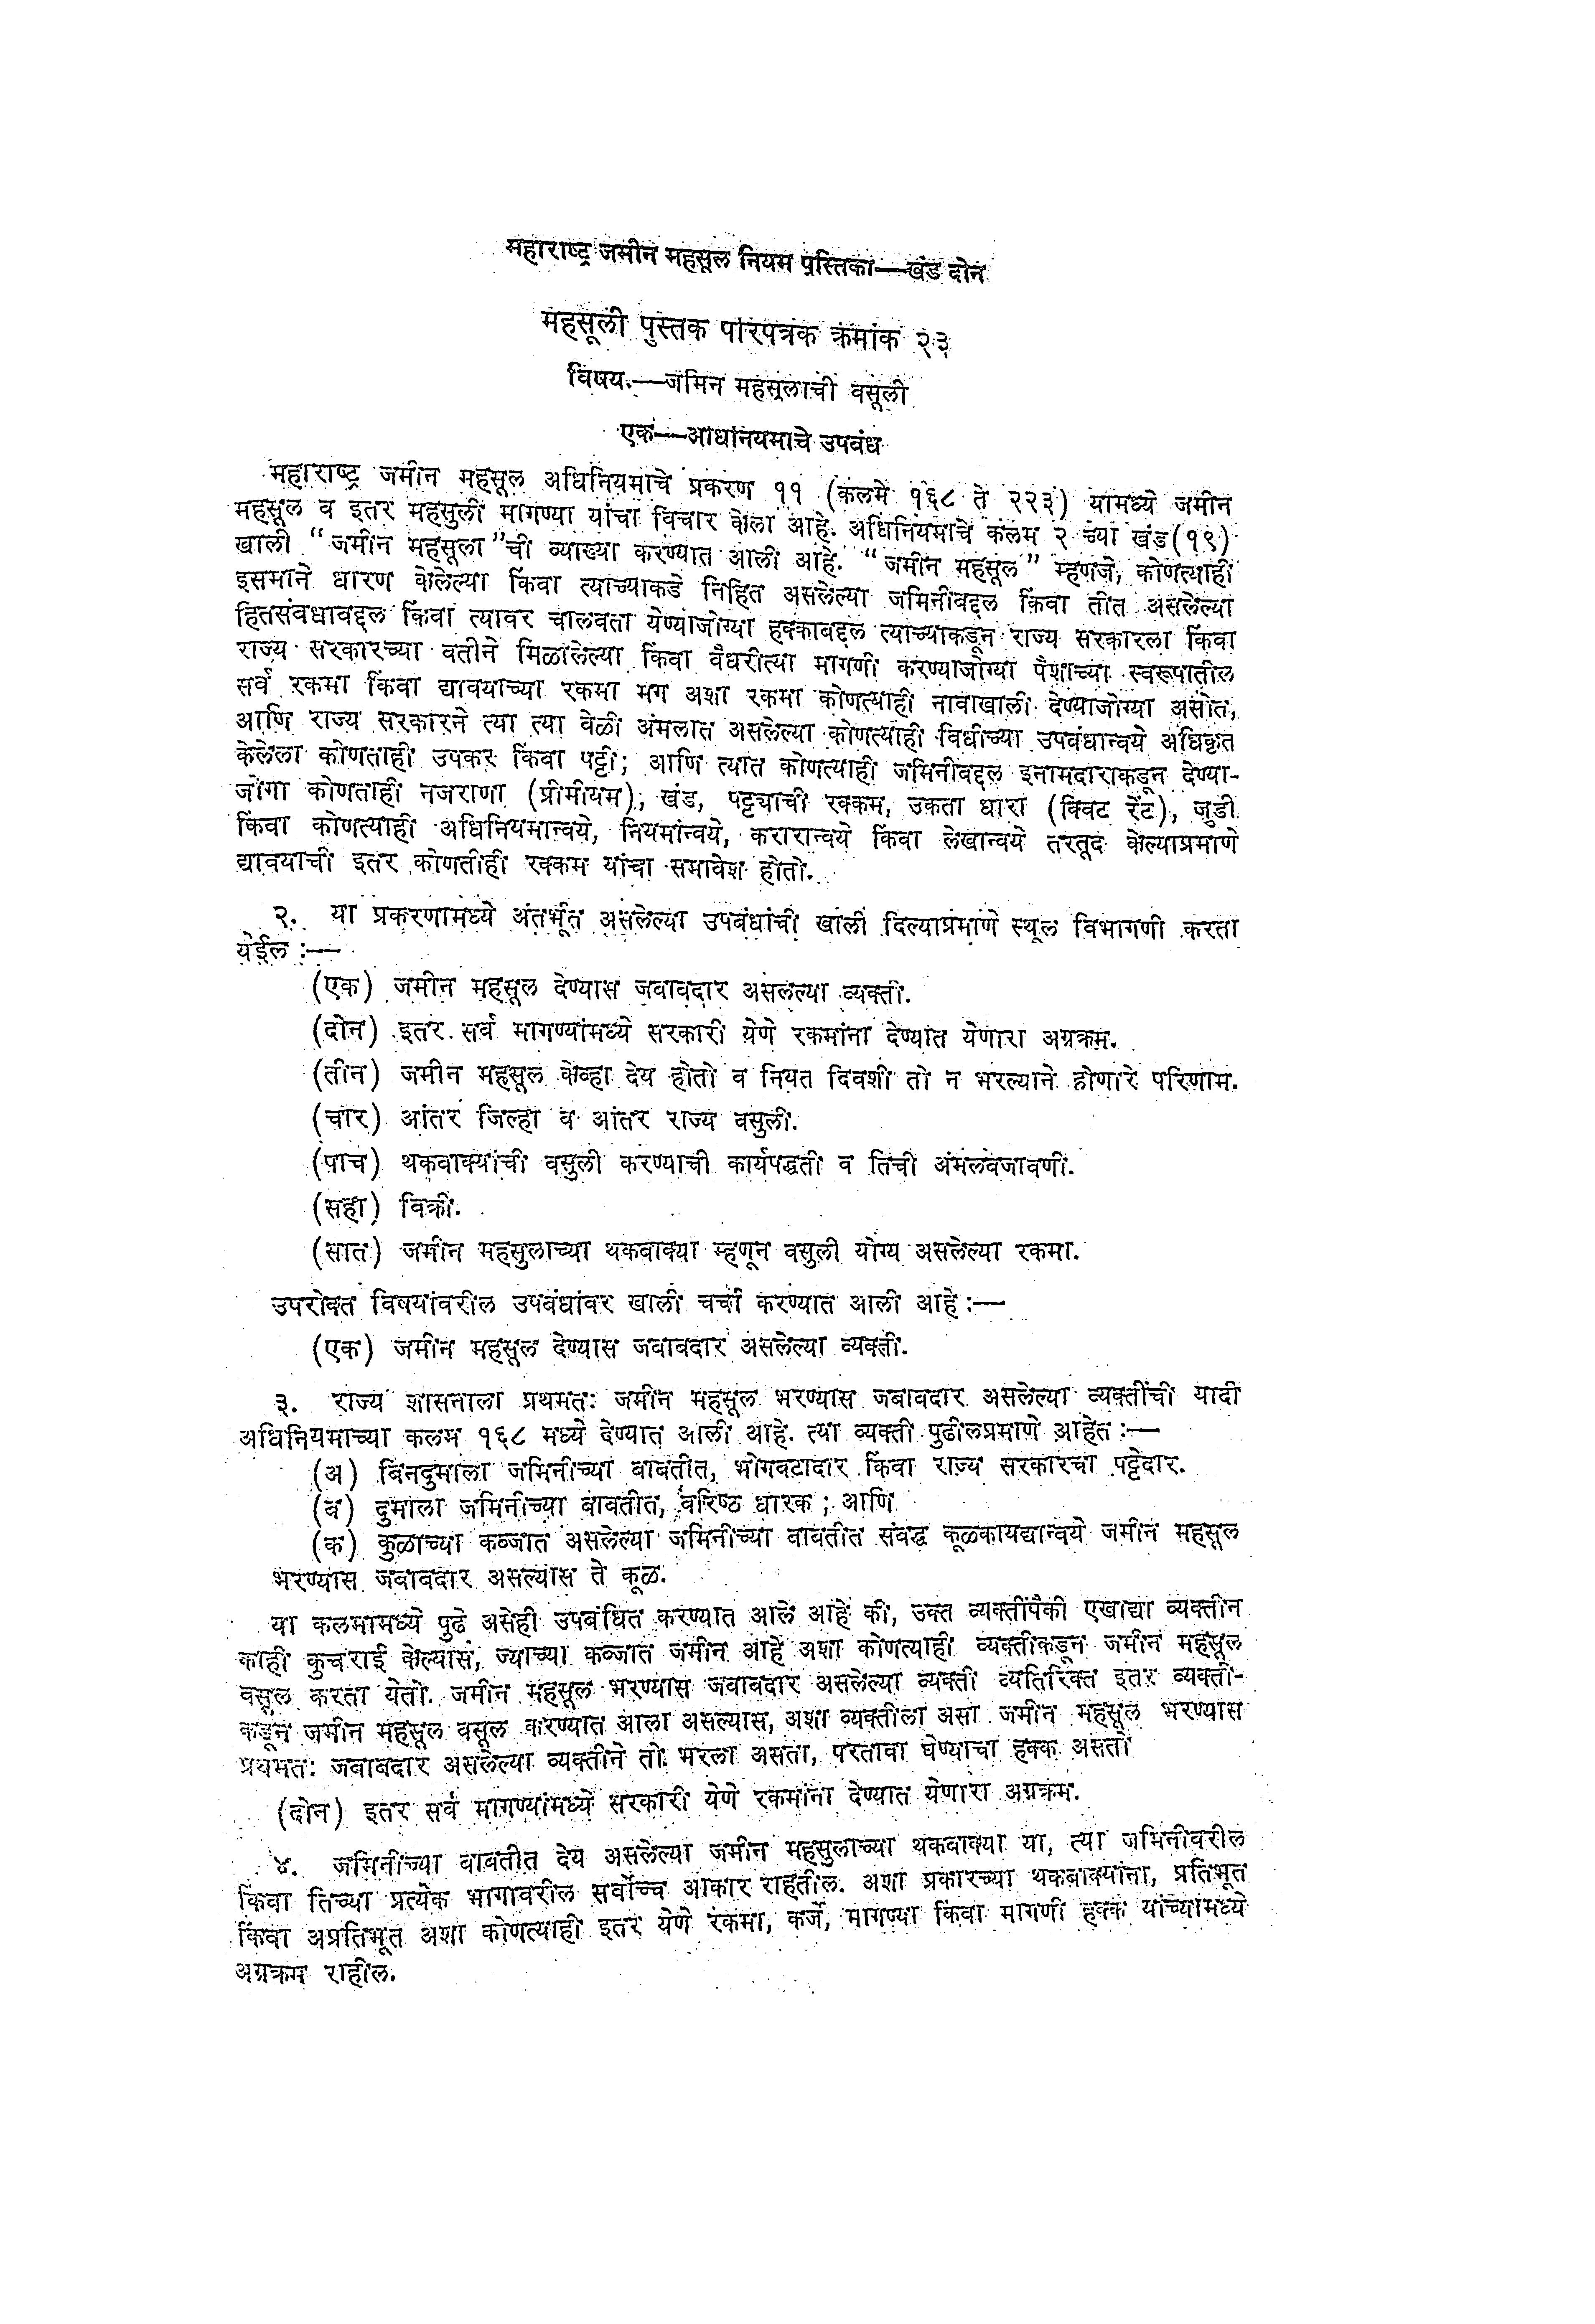 महाराष्ट्र जमीन महसूल नियम पुस्तिका—खंड दोन
महसूली पुस्तक परिपत्रक क्रमांक २३
विषय.—जमिन महसूलाची वसूली
एक—अधिनियमाचे उपबंध
महाराष्ट्र जमीन महसूल अधिनियमाचे प्रकरण ११ (कलमे १६८ ते २२३) यामध्ये जमीन
महसूल व इतर महसुली मागण्या यांचा विचार केला आहे. अधिनियमाचे कलम २ च्या खंड(१९)
खाली “जमीन महसूला”ची व्याख्या करण्यात आली आहे. “जमीन महसूल” म्हणजे, कोणत्याही
इसमाने धारण केलेल्या किंवा त्याच्याकडे निहित असलेल्या जमिनीबद्दल किंवा तीत असलेल्या
हितसंबधाबद्दल किंवा त्यावर चालवता येण्याजोग्या हक्काबद्दल त्याच्याकडून राज्य सरकारला किंवा
राज्य सरकारच्या वतीने मिळालेल्या किंवा वैधरीत्या मागणी करण्याजोग्या पैशाच्या स्वरूपातील
सर्व रकमा किंवा द्यावयाच्या रकमा मग अशा रकमा कोणत्याही नावाखाली देण्याजोग्या असोत,
आणि राज्य सरकारने त्या त्या वेळी अंमलात असलेल्या कोणत्याही विधीच्या उपबंधान्वये अधिकृत
केलेला कोणताही उपकर किंवा पट्टी; आणि त्यात कोणत्याही जमिनीबद्दल इनामदाराकडून देण्या-
जोगा कोणताही नजराणा (प्रीमीयम), खंड, पट्ट्याची रक्कम, उक्ता धारा (क्विट रेंट), जुडी
किंवा कोणत्याही अधिनियमान्वये, नियमांन्वये, करारान्वये किंवा लेखान्वये तरतूद केल्याप्रमाणे
द्यावयाची इतर कोणतीही रक्कम यांचा समावेश होतो.
२. या प्रकरणामध्ये अंतर्भूत असलेल्या उपबंधांची खाली दिल्याप्रमाणे स्थूल विभागणी करता
येईल :—
(एक) जमीन महसूल देण्यास जबाबदार असलेल्या व्यक्ती.
(दोन) इतर सर्व मागण्यांमध्ये सरकारी येणे रकमांना देण्यात येणारा अग्रक्रम.
(तीन) जमीन महसूल केव्हा देय होतो व नियत दिवशी तो न भरल्याने होणारे परिणाम.
(चार) आंतर जिल्हा व आंतर राज्य वसुली.
(पाच) थकबाक्यांची वसुली करण्याची कार्यपद्धती व तिची अंमलबजावणी.
(सहा) विक्री.
(सात) जमीन महसुलाच्या थकबाक्या म्हणून वसुली योग्य असलेल्या रकमा.
उपरोक्त विषयांवरील उपबंधांवर खाली चर्चा करण्यात आली आहे :—
(एक) जमीन महसूल देण्यास जबाबदार असलेल्या व्यक्ती.
३. राज्य शासनाला प्रथमतः जमीन महसूल भरण्यास जबाबदार असलेल्या व्यक्तींची यादी
अधिनियमाच्या कलम १६८ मध्ये देण्यात आली आहे. त्या व्यक्ती पुढीलप्रमाणे आहेत :—
(अ) बिनदुमाला जमिनीच्या बाबतीत, भोगवटादार किंवा राज्य सरकारचा पट्टेदार.
(ब) दुमाला जमिनीच्या बाबतीत, वरिष्ठ धारक ; आणि
(क) कुळाच्या कब्जात असलेल्या जमिनीच्या बाबतीत संबद्ध कूळकायद्यान्वये जमीन महसूल
भरण्यास जबाबदार असल्यास ते कूळ.
या कलमामध्ये पुढे असेही उपबंधित करण्यात आले आहे की, उक्त व्यक्तींपैकी एखाद्या व्यक्तीन
काही कुचराई केल्यास, ज्याच्या कब्जात जमीन आहे अशा कोणत्याही व्यक्तीकडून जमीन महसूल
वसूल करता येतो. जमीन महसूल भरण्यास जबाबदार असलेल्या व्यक्ती व्यतिरिक्त इतर व्यक्ती-
कडून जमीन महसूल वसूल करण्यात आला असल्यास, अशा व्यक्तीला असा जमीन महसूल भरण्यास
प्रथमतः जबाबदार असलेल्या व्यक्तीने तो भरला असता, परतावा घेण्याचा हक्क असतो
(दोन) इतर सर्व मागण्यांमध्ये सरकारी येणे रकमांना देण्यात येणारा अग्रक्रम.
४. जमिनीच्या बाबतीत देय असलेल्या जमीन महसुलाच्या थकबाक्या या, त्या जमिनीवरील
किंवा तिच्या प्रत्येक भागावरील सर्वोच्च आकार राहतील. अशा प्रकारच्या थकबाक्यांना, प्रतिभूत
किंवा अप्रतिभूत अशा कोणत्याही इतर येणे रकमा, कर्जे, मागण्या किंवा मागणी हक्क यांच्यामध्ये
अग्रक्रम राहील.